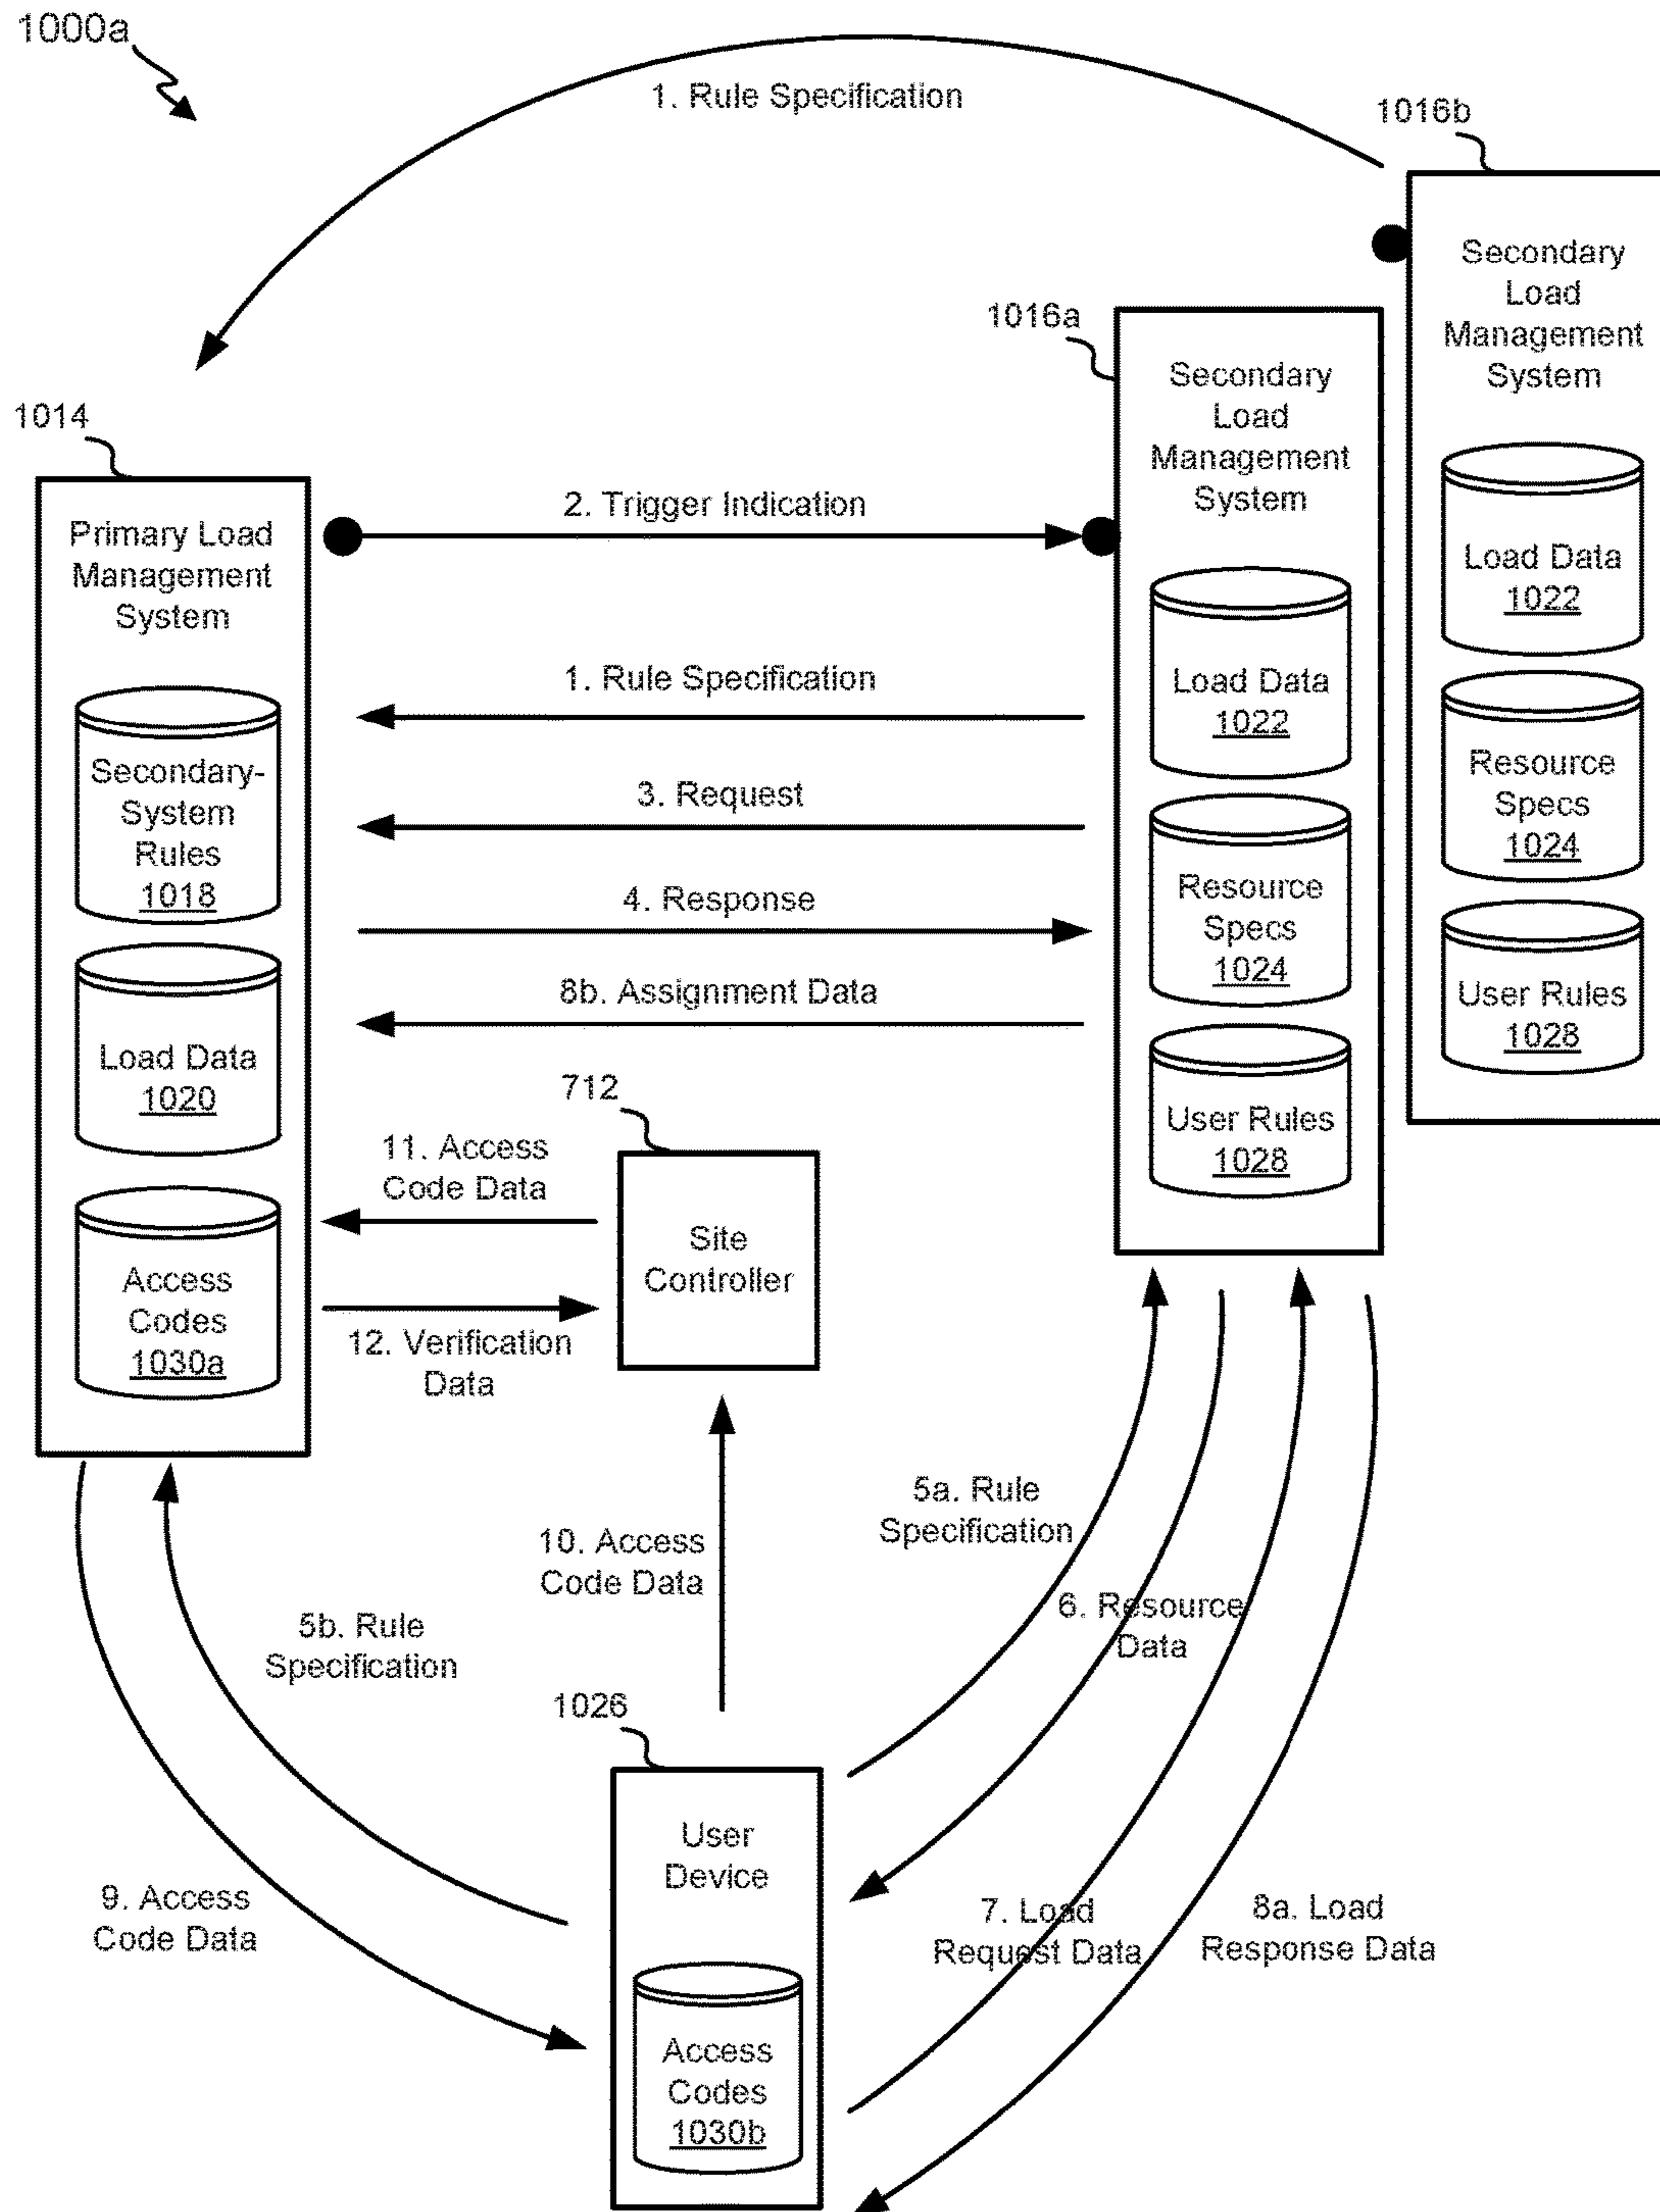 1000a
1. Rule Specification
1016b
Secondary
Load
Management
System
Load Data
1022
Resource
Specs
1024
User Rules
1028
1016a
Secondary
Load
Management
System
Load Data
1022
Resource
Specs
1024
User Rules
1028
1014
Primary Load
Management
System
Secondary-
System
Rules
1018
Load Data
1020
Access
Codes
1030a
2. Trigger Indication
1. Rule Specification
3. Request
4. Response
8b. Assignment Data
712
Site
Controller
11. Access
Code Data
12. Verification
Data
10. Access
Code Data
5a. Rule
Specification
6. Resource
Data
5b. Rule
Specification
1026
User
Device
Access
Codes
1030b
9. Access
Code Data
7. Load
Request Data
8a. Load
Response Data